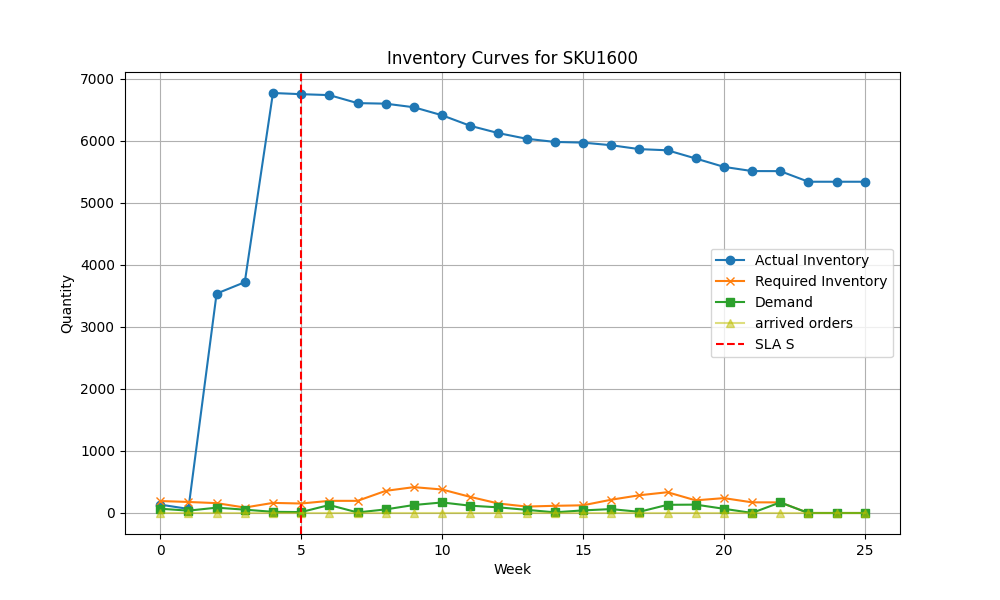 Inventory Curves for SKU1600
Quantity
7000
6000
5000
4000
3000
2000
1000
0
Actual Inventory
Required Inventory
Demand
arrived orders
SLA S
0 5 10 15 20 25
Week